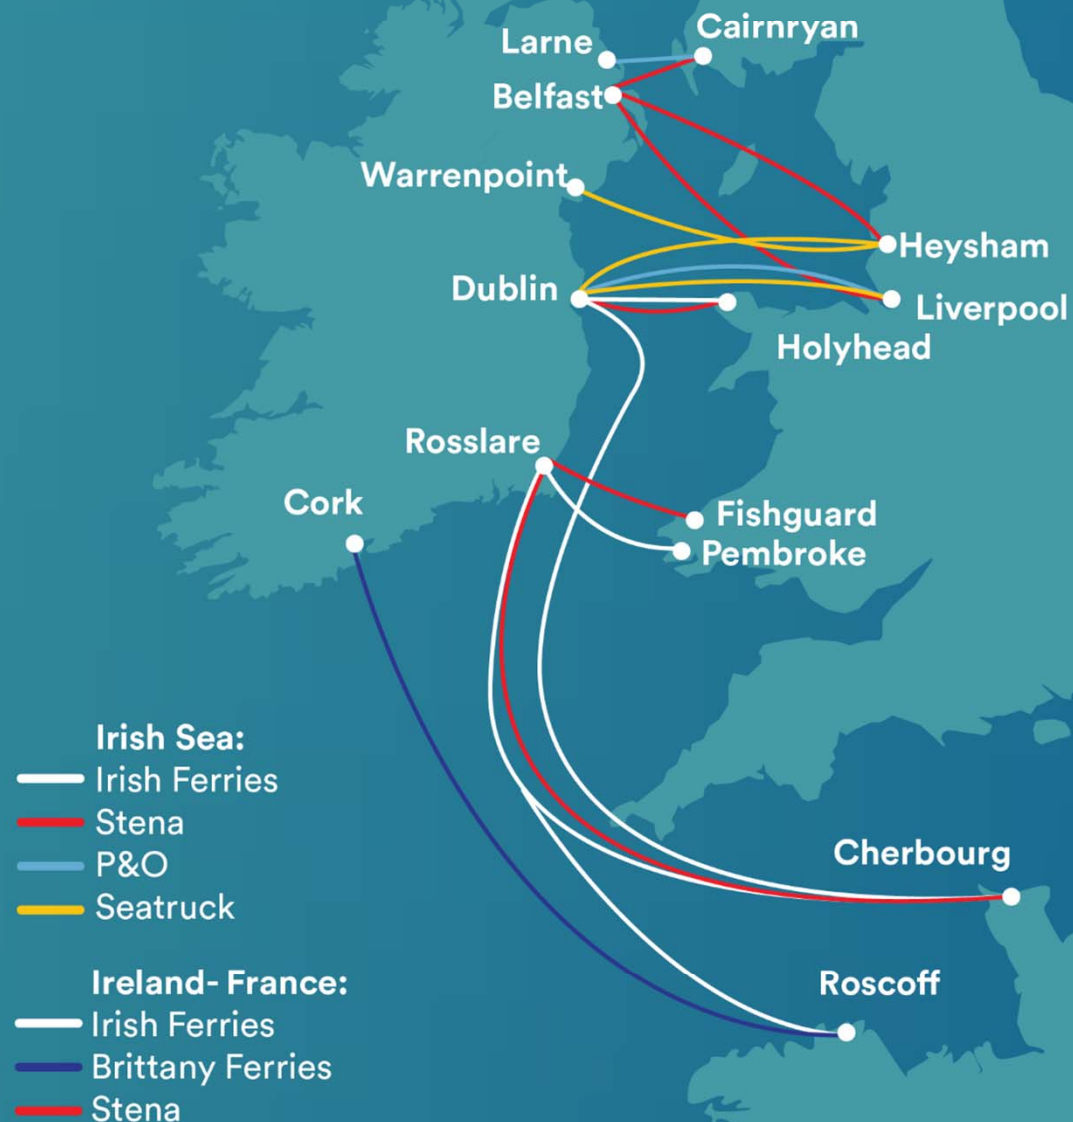 Larne
Cairnryan
Belfast
Warrenpoint
Heysham
Dublin
Liverpool
Holyhead
Rosslare
Cork
Fishguard
Pembroke
Irish Sea:
Irish Ferries
Stena
P&O
Seatruck
Cherbourg
Roscoff
Ireland- France:
Irish Ferries
Brittany Ferries
Stena